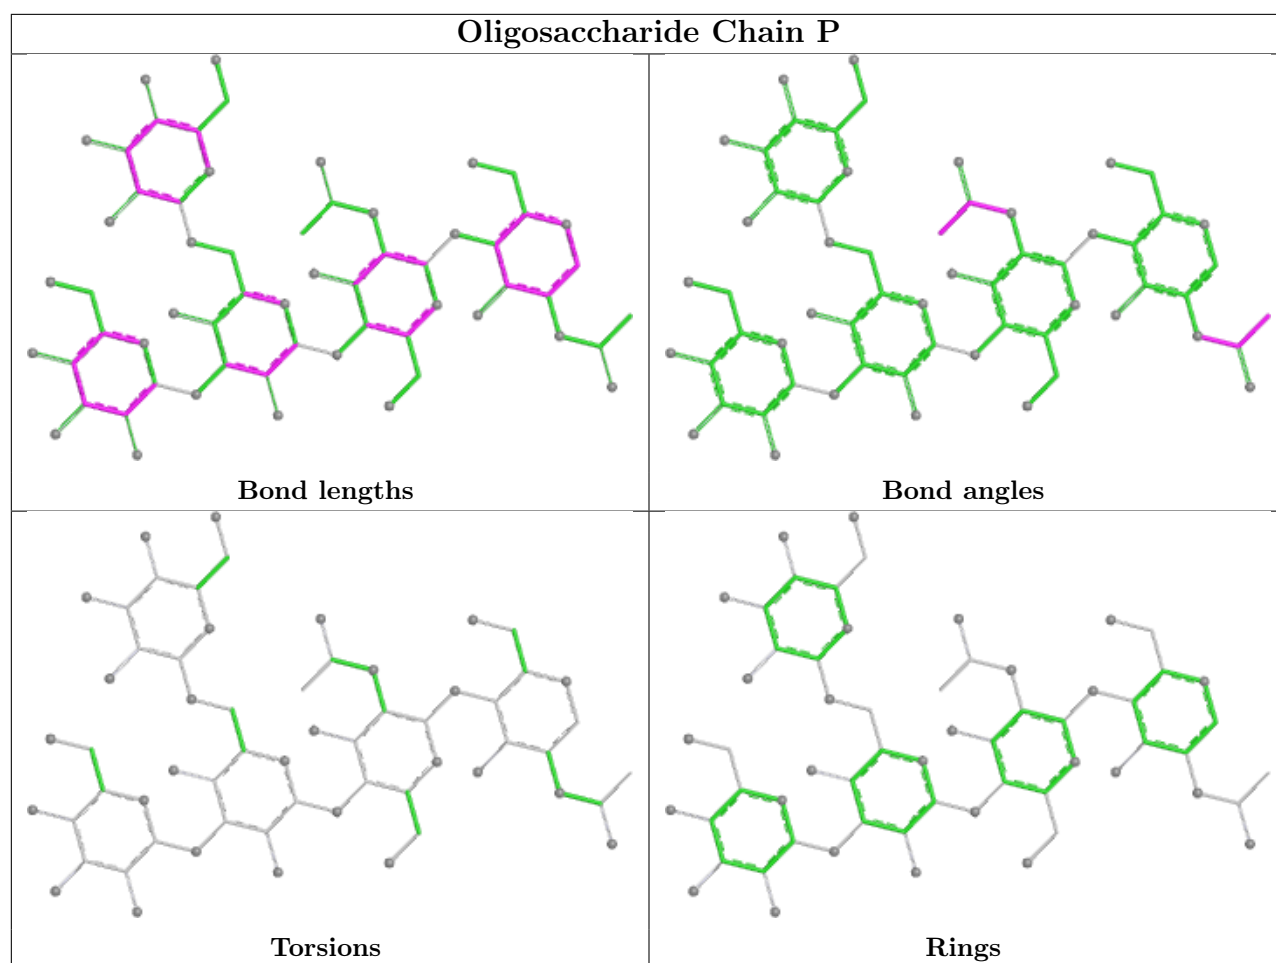 Oligosaccharide Chain P
Bond lengths
Bond angles
Torsions
Rings